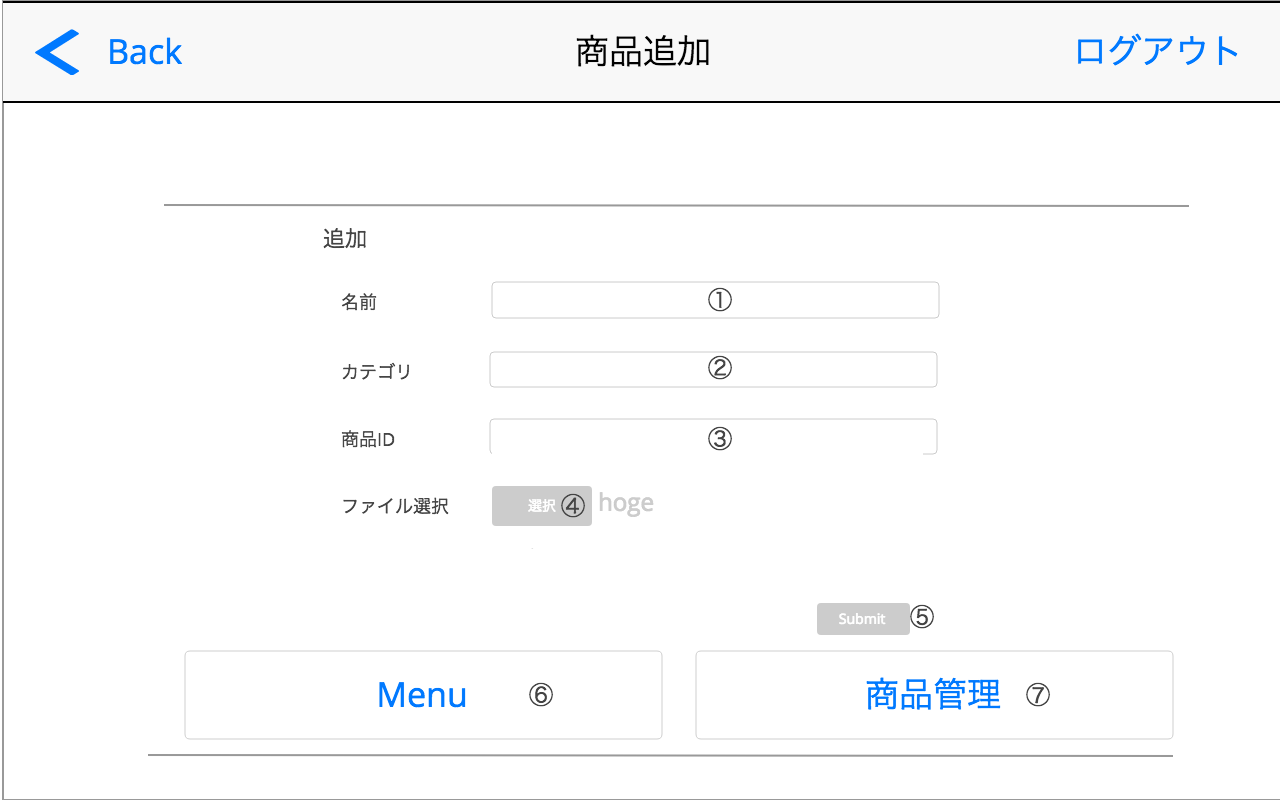 Back 商品追加 ログアウト
追加
名前 ①
カテゴリ ②
商品ID ③
ファイル選択 選択 ④ hoge
Submit ⑤
Menu ⑥ 商品管理 ⑦